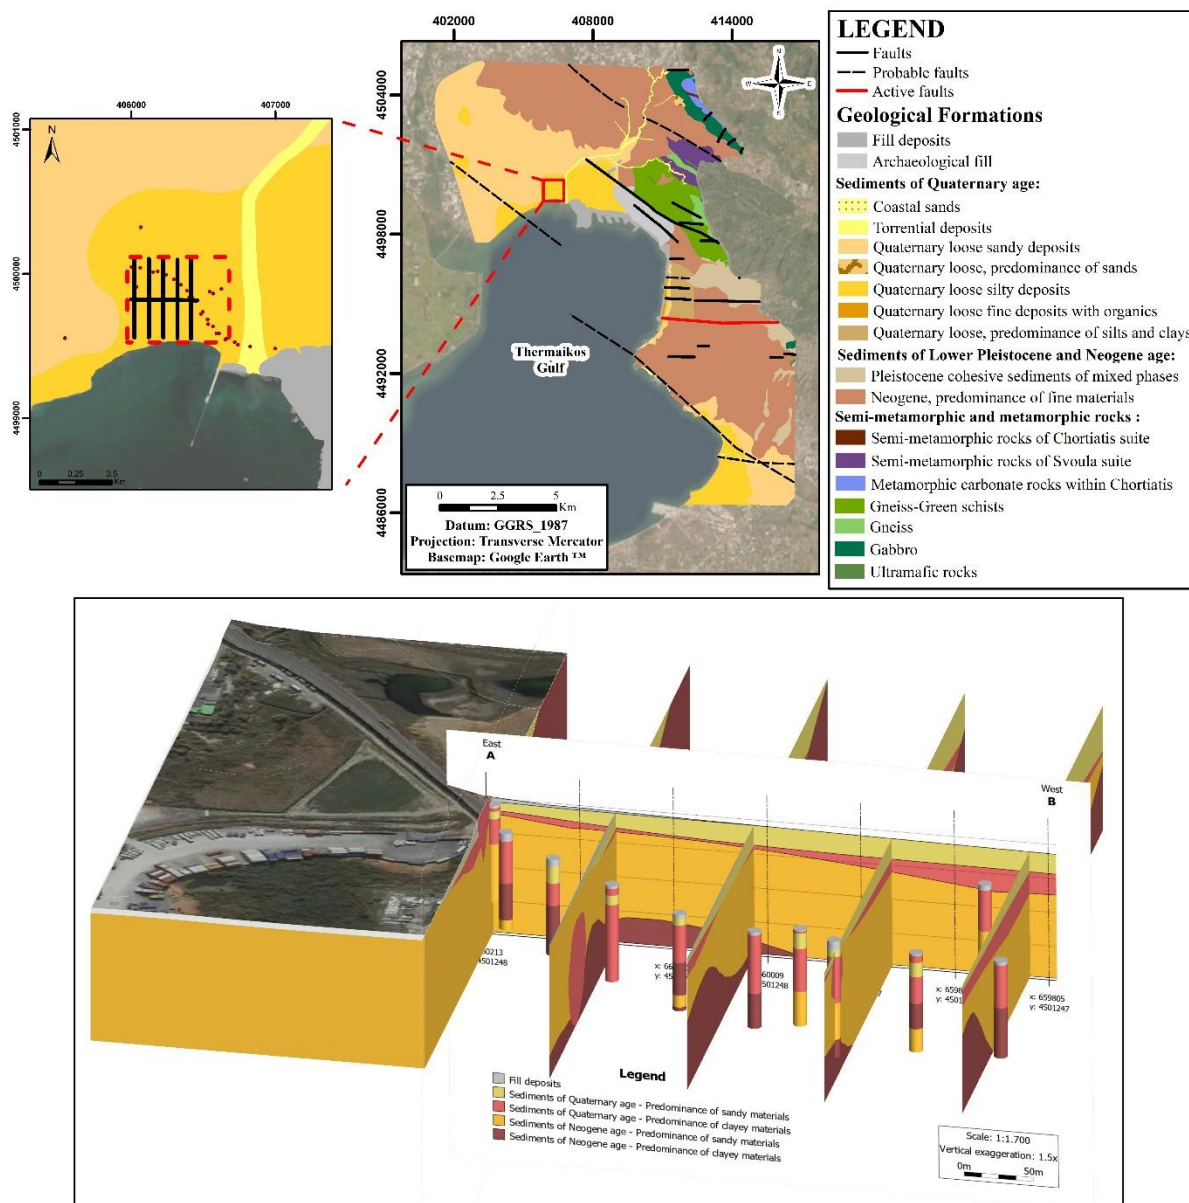 402000
408000
414000
4504000
4498000
4492000
4486000
N
W
E
S
Thermaikos
Gulf
0
2.5
5
Km
Datum: GGRS_1987
Projection: Transverse Mercator
Basemap: Google Earth ™
406000
407000
4501000
4500000
4499000
N
0
0.25
0.5
Km
LEGEND
Faults
Probable faults
Active faults
Geological Formations
Fill deposits
Archaeological fill
Sediments of Quaternary age:
Coastal sands
Torrential deposits
Quaternary loose sandy deposits
Quaternary loose, predominance of sands
Quaternary loose silty deposits
Quaternary loose fine deposits with organics
Quaternary loose, predominance of silts and clays
Sediments of Lower Pleistocene and Neogene age:
Pleistocene cohesive sediments of mixed phases
Neogene, predominance of fine materials
Semi-metamorphic and metamorphic rocks :
Semi-metamorphic rocks of Chortiatis suite
Semi-metamorphic rocks of Svoula suite
Metamorphic carbonate rocks within Chortiatis
Gneiss-Green schists
Gneiss
Gabbro
Ultramafic rocks
East
A
West
B
60213
4501248
x: 66
y: 45
60009
501248
x: 659
y: 4501
x: 659805
y: 4501247
Legend
Fill deposits
Sediments of Quaternary age - Predominance of sandy materials
Sediments of Quaternary age - Predominance of clayey materials
Sediments of Neogene age - Predominance of sandy materials
Sediments of Neogene age - Predominance of clayey materials
Scale: 1:1.700
Vertical exaggeration: 1.5x
0m
50m